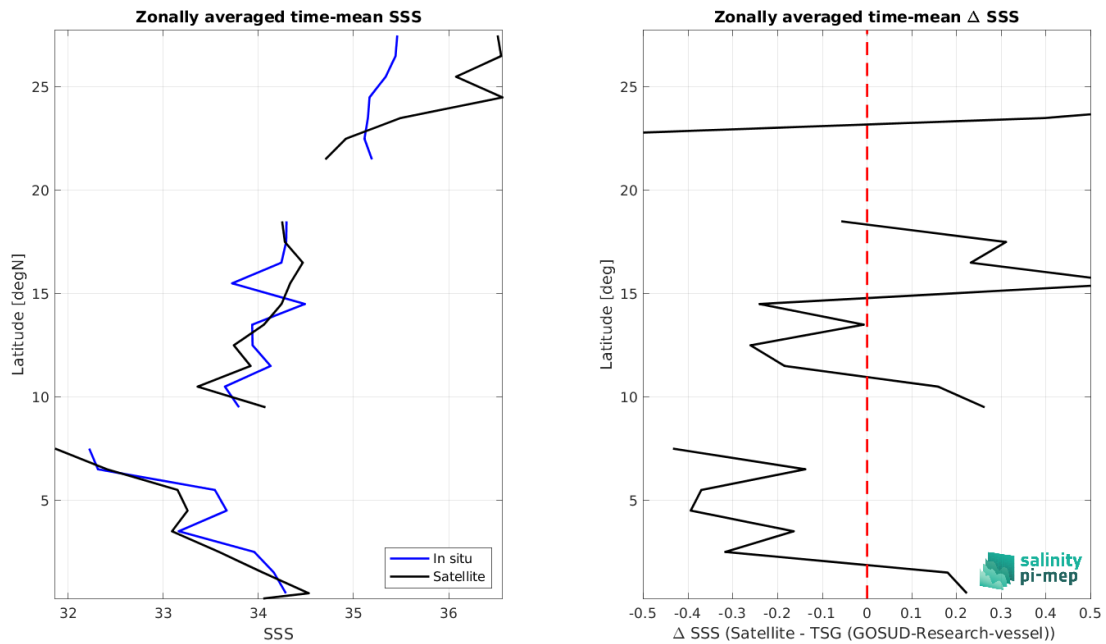 Zonally averaged time-mean SSS
25
20
15
10
5
Latitude [degN]
32
33
34
35
36
SSS
In situ
Satellite
Zonally averaged time-mean Δ SSS
25
20
15
10
5
Latitude [deg]
-0.5
-0.4
-0.3
-0.2
-0.1
0
0.1
0.2
0.3
0.4
0.5
Δ SSS (Satellite - TSG (GOSUD-Research-vessel))
salinity
pi-mep